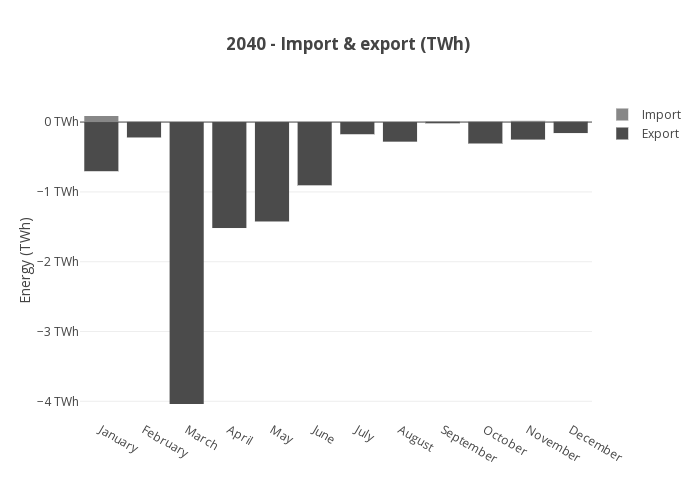 2040 - Import & export (TWh)
Import
Export
Energy (TWh)
0 TWh
−1 TWh
−2 TWh
−3 TWh
−4 TWh
January
February
March
April
May
June
July
August
September
October
November
December